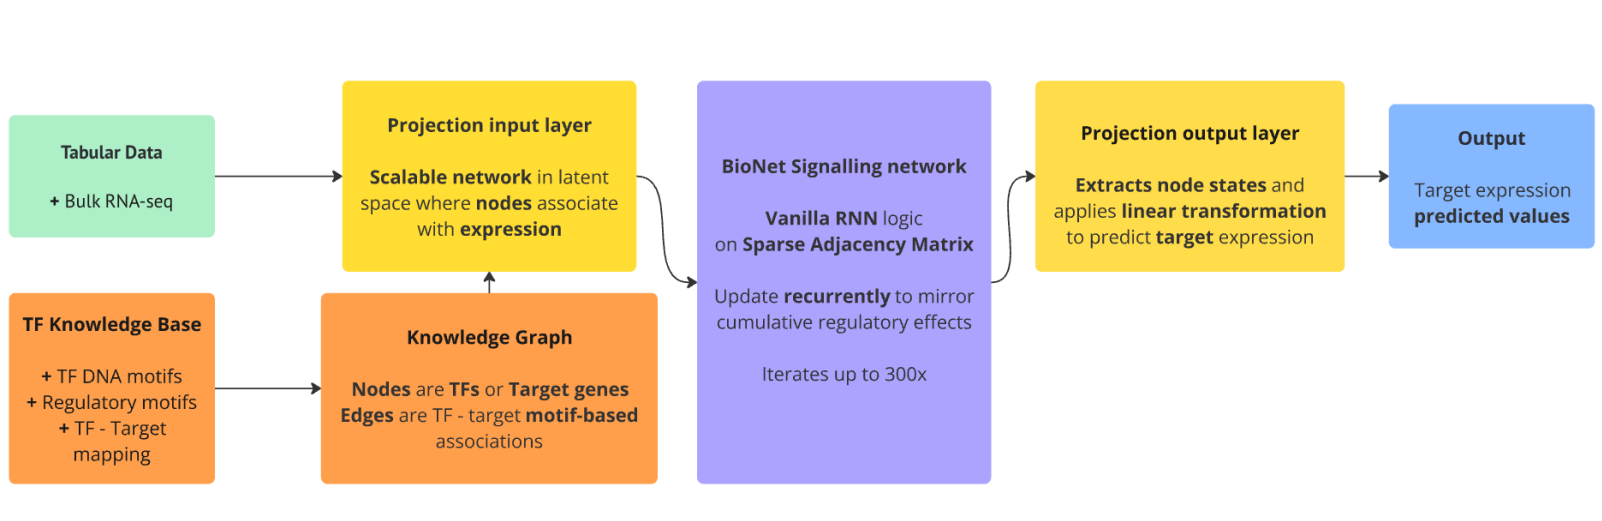 Tabular Data
+ Bulk RNA-seq
TF Knowledge Base
+ TF DNA motifs
+ Regulatory motifs
+ TF - Target
mapping
Projection input layer
Scalable network in latent
space where nodes associate
with expression
Knowledge Graph
Nodes are TFs or Target genes
Edges are TF - target motif-based
associations
BioNet Signalling network
Vanilla RNN logic
on Sparse Adjacency Matrix
Update recurrently to mirror
cumulative regulatory effects
Iterates up to 300x
Projection output layer
Extracts node states and
applies linear transformation
to predict target expression
Output
Target expression
predicted values